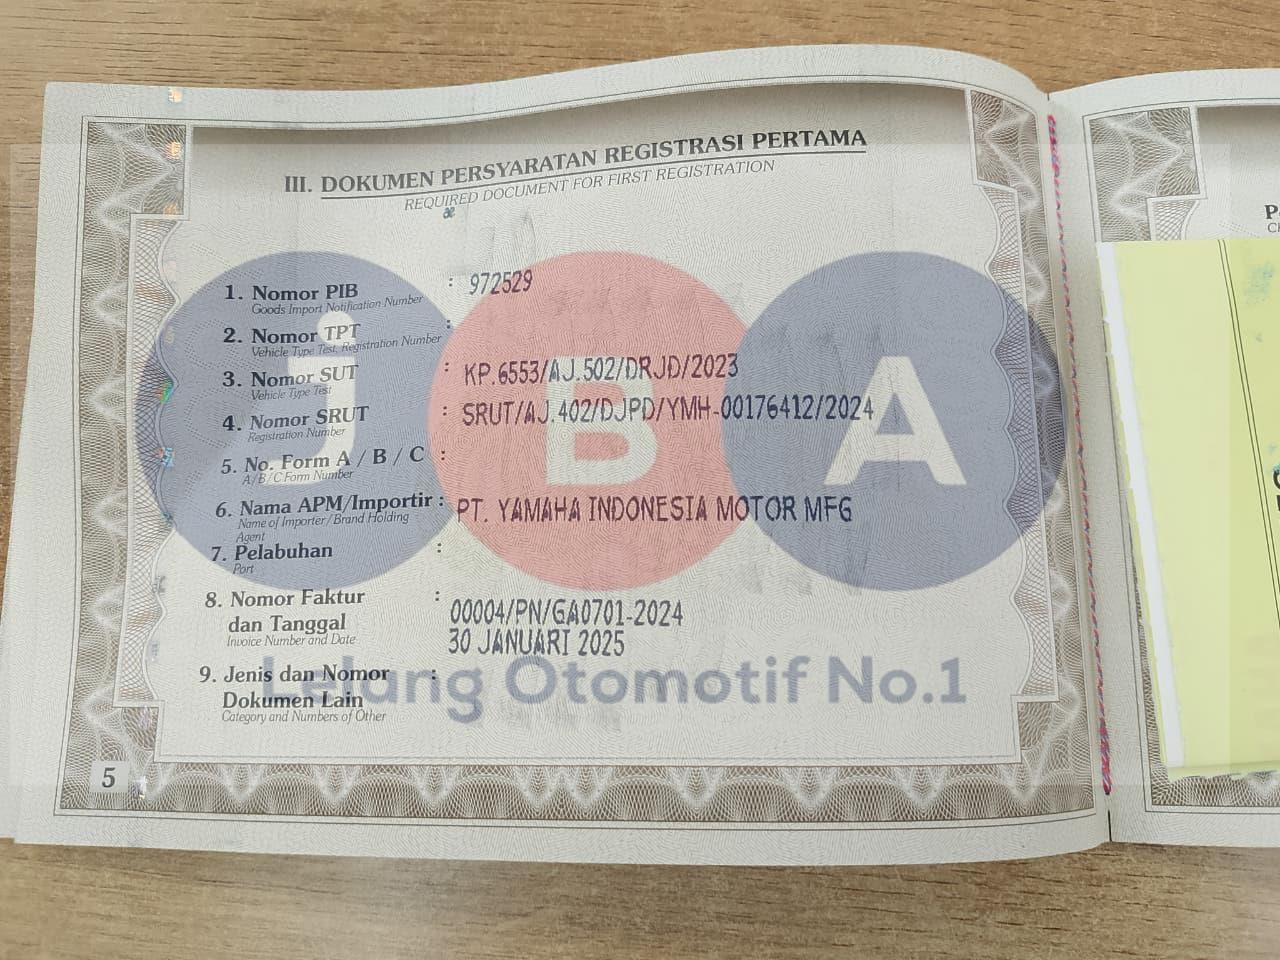 III. DOKUMEN PERSYARATAN REGISTRASI PERTAMA
REQUIRED DOCUMENT FOR FIRST REGISTRATION
1. Nomor PIB : 972529
Goods Import Notification Number
2. Nomor TPT :
Vehicle Type Test, Registration Number
3. Nomor SUT : KP.6553/AJ.502/DRJD/2023
Vehicle Type Test
4. Nomor SRUT : SRUT/AJ.402/DJPD/YMH-00176412/2024
Registration Number
5. No. Form A / B / C :
A/B/C Form Number
6. Nama APM/Importir : PT. YAMAHA INDONESIA MOTOR MFG
Name of Importer/Brand Holding
Agent
7. Pelabuhan :
Port
8. Nomor Faktur : 00004/PN/GA0701-2024
dan Tanggal 30 JANUARI 2025
Invoice Number and Date
9. Jenis dan Nomor :
Dokumen Lain
Category and Numbers of Other
5
jBA
Lelang Otomotif No.1